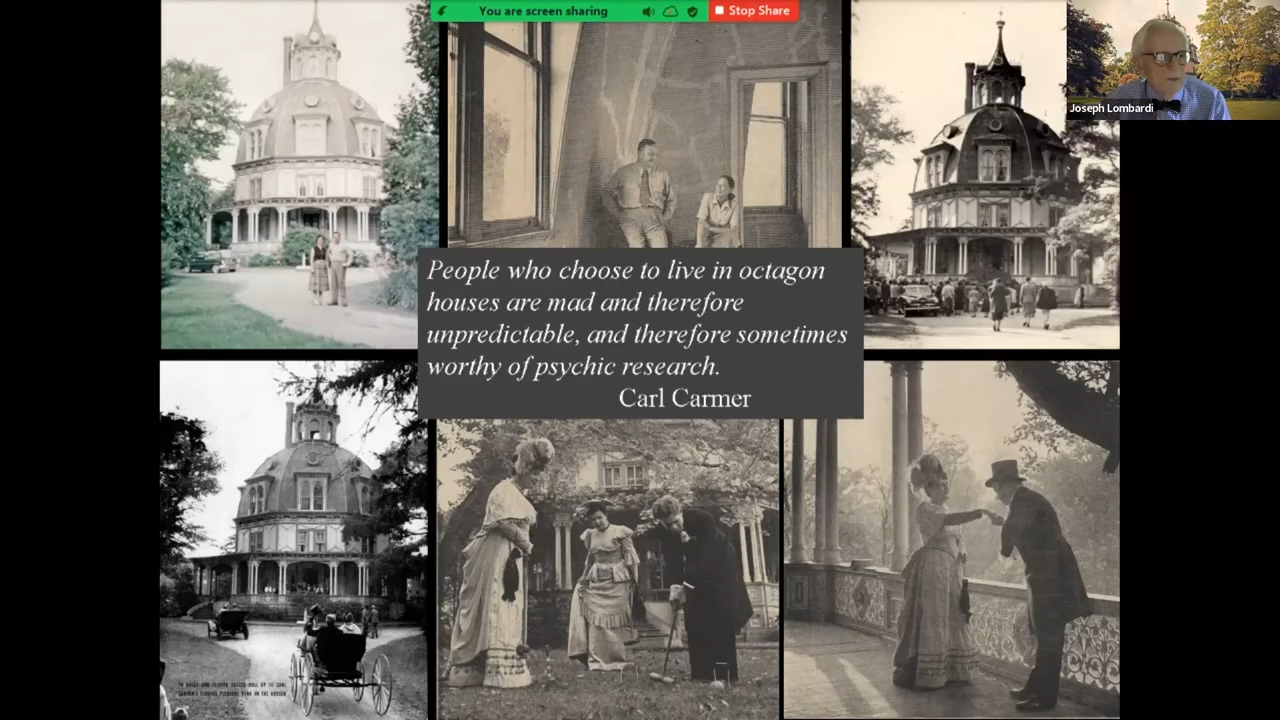 You are screen sharing
Stop Share
Joseph Lombardi
People who choose to live in octagon
houses are mad and therefore
unpredictable, and therefore sometimes
worthy of psychic research.
Carl Carmer